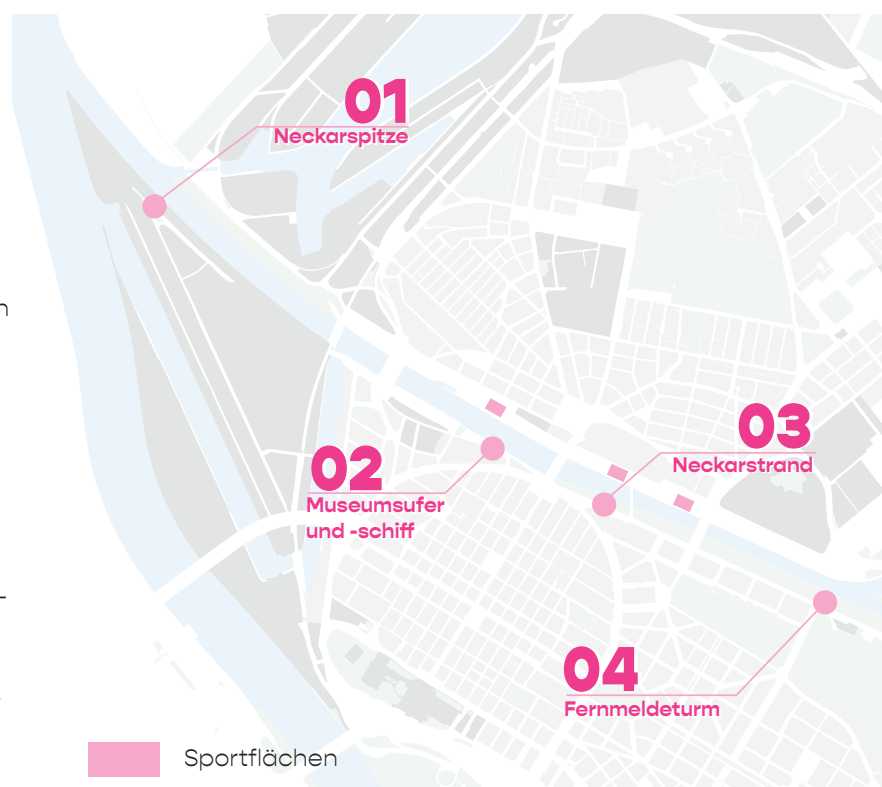 01
Neckarspitze
n
03
Neckarstrand
02
Museumsufer
und -schiff
-
04
Fernmeldeturm
Sportflächen